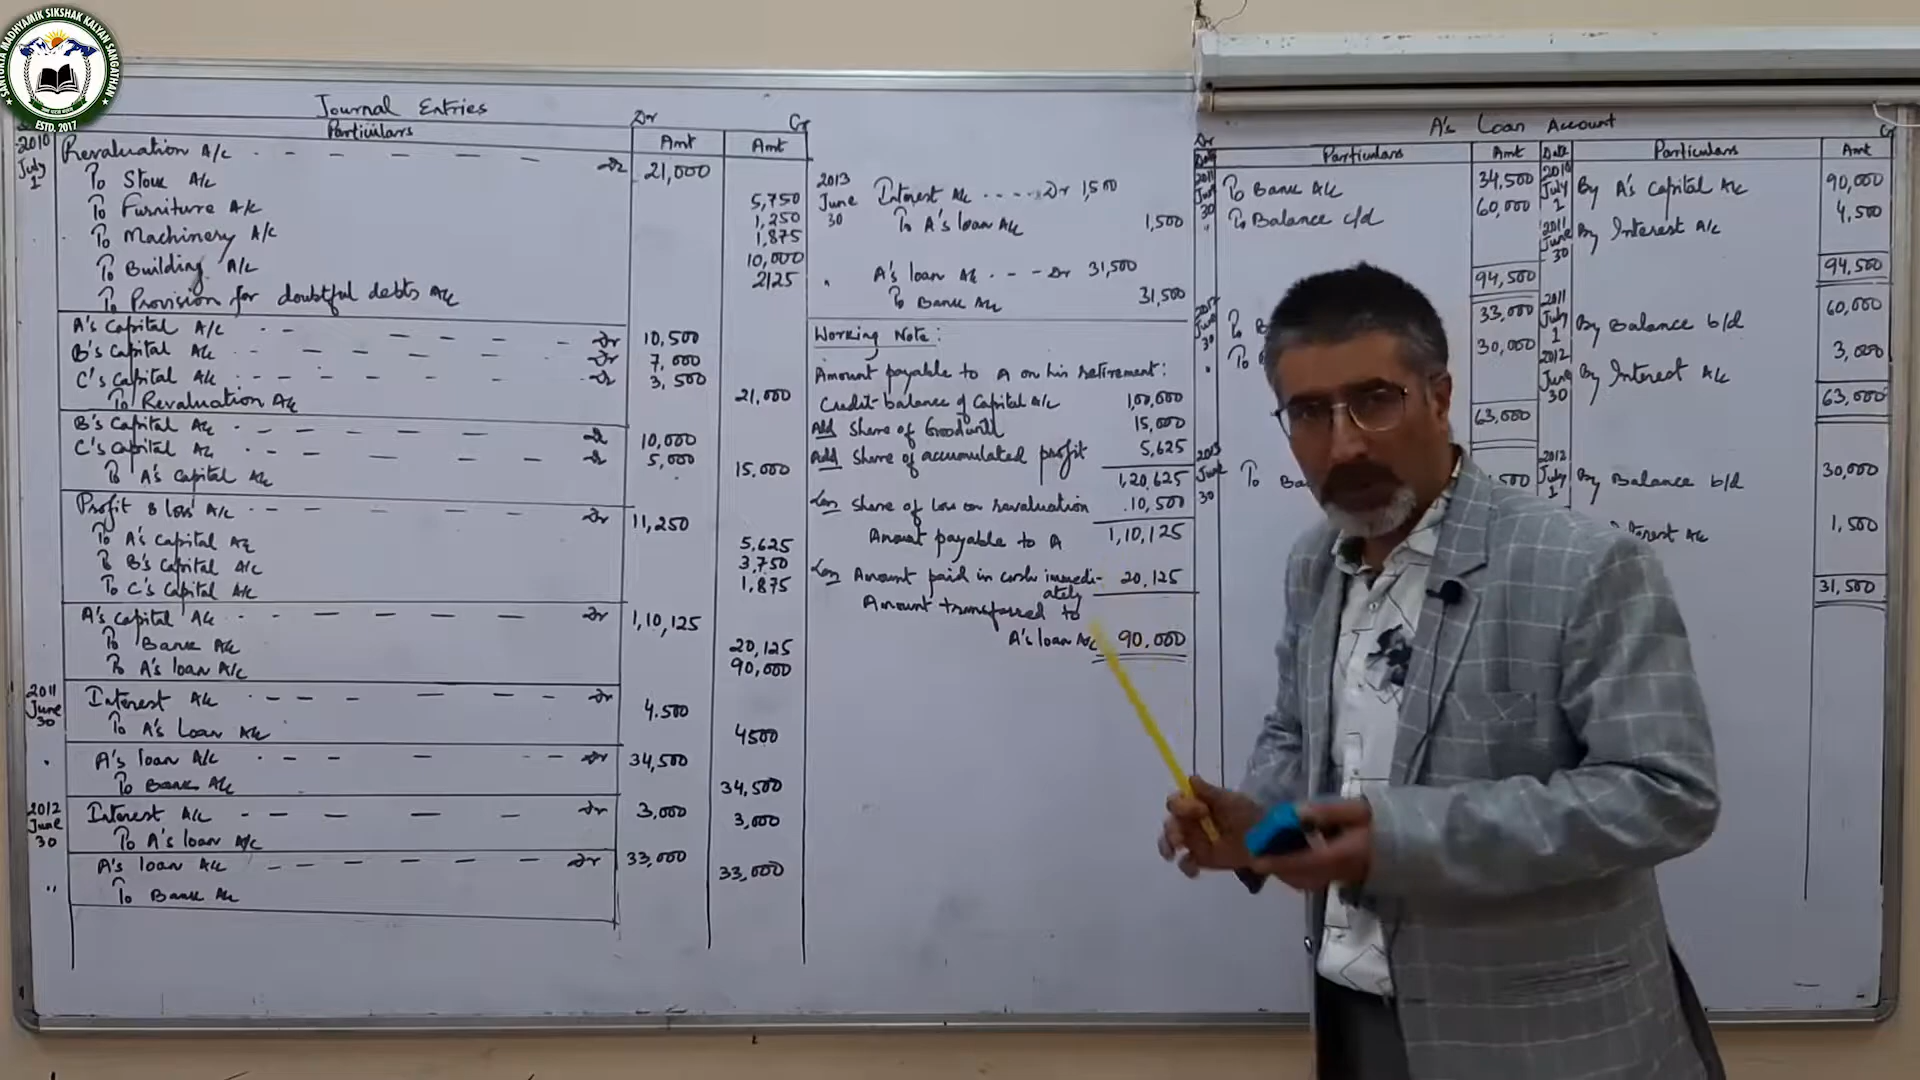 SANYUKTA MADHYAMIK SIKSHAK KALYAN SANGATHAN
ESTD. 2017
Journal Entries
Particulars
Dr
Amt
Cr
Amt
2010
July
1
Revaluation A/c Dr 21,000
To Stock A/c 5,750
To Furniture A/c 1,250
To Machinery A/c 1,875
To Building A/c 10,000
To Provision for doubtful debts A/c 2125
A's Capital A/c Dr 10,500
B's Capital A/c Dr 7,000
C's Capital A/c Dr 3,500
To Revaluation A/c 21,000
B's Capital A/c Dr 10,000
C's Capital A/c Dr 5,000
To A's Capital A/c 15,000
Profit & loss A/c Dr 11,250
To A's capital A/c 5,625
To B's Capital A/c 3,750
To C's Capital A/c 1,875
A's Capital A/c Dr 1,10,125
To Bank A/c 20,125
To A's loan A/c 90,000
2011
June
30
Interest A/c Dr 4,500
To A's Loan A/c 4500
A's loan A/c Dr 34,500
To Bank A/c 34,500
2012
June
30
Interest A/c Dr 3,000
To A's loan A/c 3,000
" A's loan A/c Dr 33,000
To Bank A/c 33,000
2013
June
30
Interest A/c Dr 1,500
To A's loan A/c 1,500
A's loan A/c Dr 31,500
To Bank A/c 31,500
Working Note:
Amount payable to A on his retirement:
Credit balance of Capital A/c 1,00,000
Add Share of Goodwill 15,000
Add Share of accumulated profit 5,625
1,20,625
Less Share of loss on revaluation 10,500
Amount payable to A 1,10,125
Less Amount paid in cash immedi- 20,125
ately
Amount transferred to
A's loan A/c 90,000
A's Loan Account
Dr
Cr
Date Particulars Amt Date Particulars Amt
2011
June
30
To Bank A/c 34,500
To Balance c/d 60,000
94,500
2010
July
1
By A's Capital A/c 90,000
2011
June
30
By Interest A/c 4,500
94,500
June
30
To 33,000
To 30,000
63,000
2011
July
1
By Balance b/d 60,000
2012
June
30
By Interest A/c 3,000
63,000
2013
June
30
To
2012
July
1
By Balance b/d 30,000
A/c 1,500
31,500